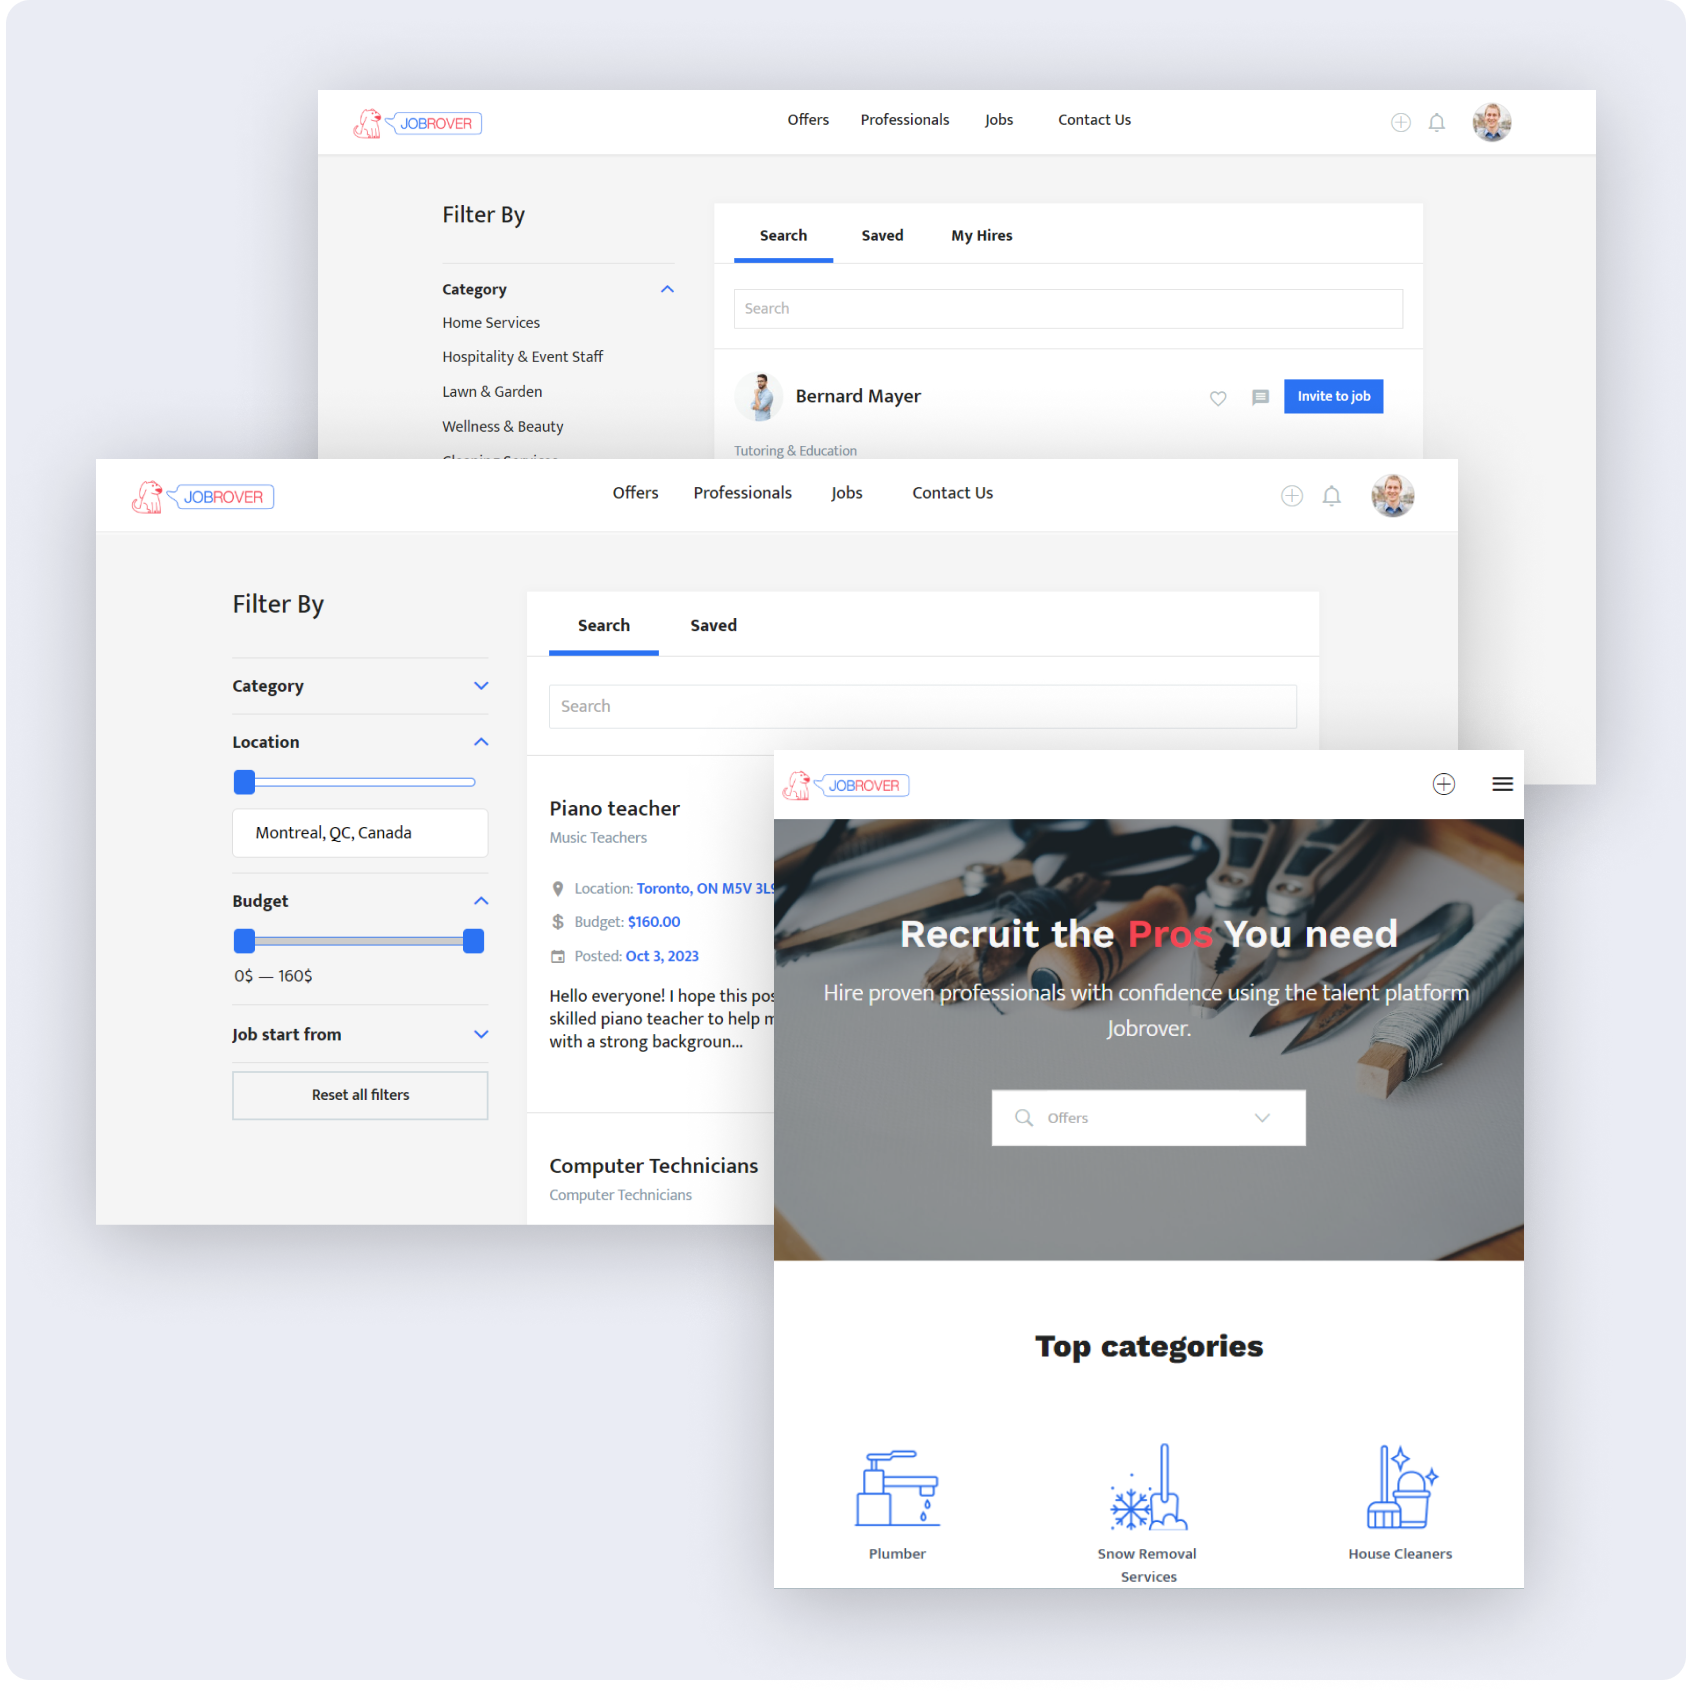 JOBROVER
Offers
Professionals
Jobs
Contact Us
Filter By
Category
Home Services
Hospitality & Event Staff
Lawn & Garden
Wellness & Beauty
Cleaning Services
Search
Saved
My Hires
Search
Bernard Mayer
Invite to job
Tutoring & Education
JOBROVER
Offers
Professionals
Jobs
Contact Us
Filter By
Category
Location
Montreal, QC, Canada
Budget
0$ — 160$
Job start from
Reset all filters
Search
Saved
Search
Piano teacher
Music Teachers
Location: Toronto, ON M5V 3L9
Budget: $160.00
Posted: Oct 3, 2023
Hello everyone! I hope this pos
skilled piano teacher to help
with a strong backgroun...
Computer Technicians
Computer Technicians
JOBROVER
Recruit the Pros You need
Hire proven professionals with confidence using the talent platform
Jobrover.
Offers
Top categories
Plumber
Snow Removal
Services
House Cleaners